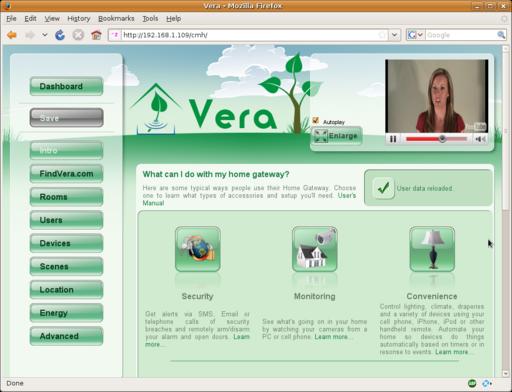 Vera - Mozilla Firefox
File Edit View History Bookmarks Tools Help
http://192.168.1.109/cmh/
Google
Dashboard
Save
Intro
FindVera.com
Rooms
Users
Devices
Scenes
Location
Energy
Advanced
Vera
Autoplay
Enlarge
What can I do with my home gateway?
Here are some typical ways people use their Home Gateway. Choose
one to learn what types of accessories and setup you'll need. User's
Manual
User data reloaded.
Security
Get alerts via SMS, Email or
telephone calls of security
breaches and remotely arm/disarm
your alarm and open doors. Learn
more...
Monitoring
See what's going on in your home
by watching your cameras from a
PC or cell phone. Learn more...
Convenience
Control lighting, climate, draperies
and a variety of devices using your
cell phone, iPhone, iPod or other
handheld remote. Automate your
home so devices do things
automatically based on timers or in
resonse to events. Learn more...
Done